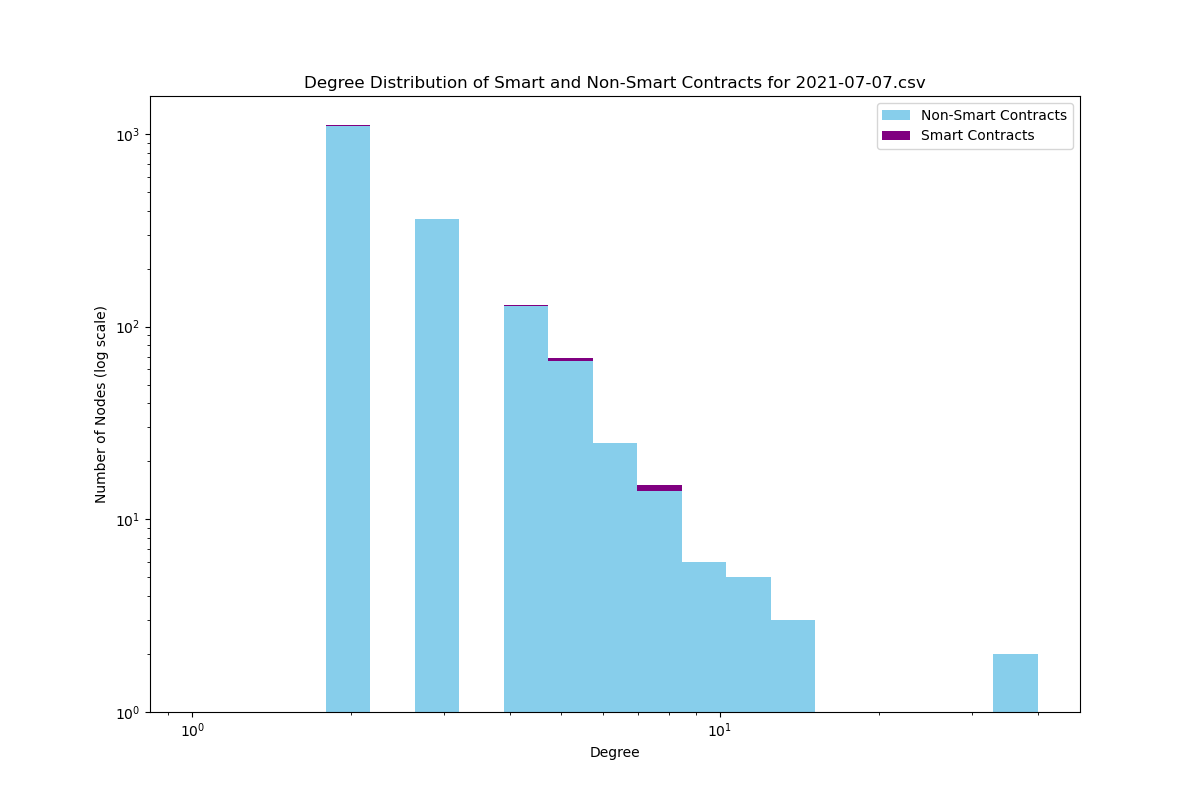 Degree Distribution of Smart and Non-Smart Contracts for 2021-07-07.csv
Non-Smart Contracts
Smart Contracts
Number of Nodes (log scale)
10³
10²
10¹
10⁰
10⁰ 10¹
Degree